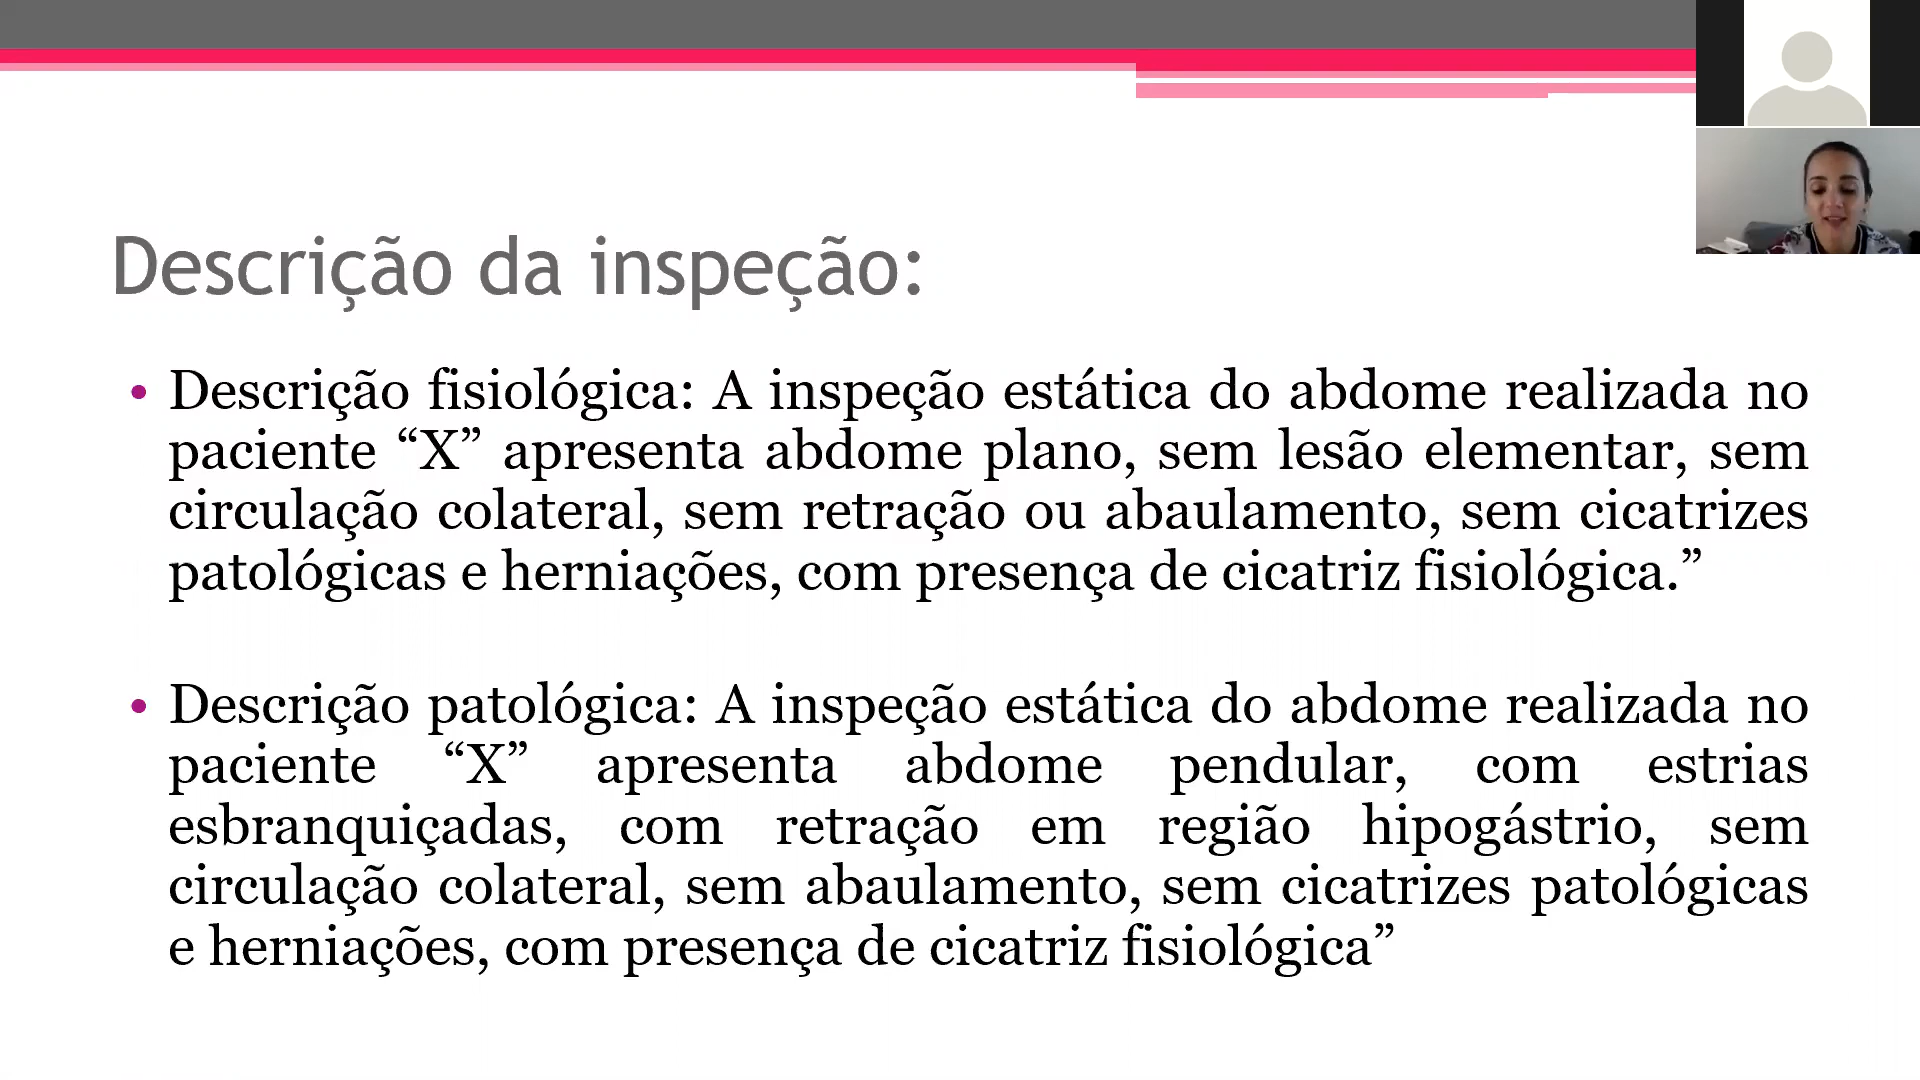 Descrição da inspeção:
• Descrição fisiológica: A inspeção estática do abdome realizada no
paciente “X” apresenta abdome plano, sem lesão elementar, sem
circulação colateral, sem retração ou abaulamento, sem cicatrizes
patológicas e herniações, com presença de cicatriz fisiológica.”
• Descrição patológica: A inspeção estática do abdome realizada no
paciente “X” apresenta abdome pendular, com estrias
esbranquiçadas, com retração em região hipogástrio, sem
circulação colateral, sem abaulamento, sem cicatrizes patológicas
e herniações, com presença de cicatriz fisiológica”